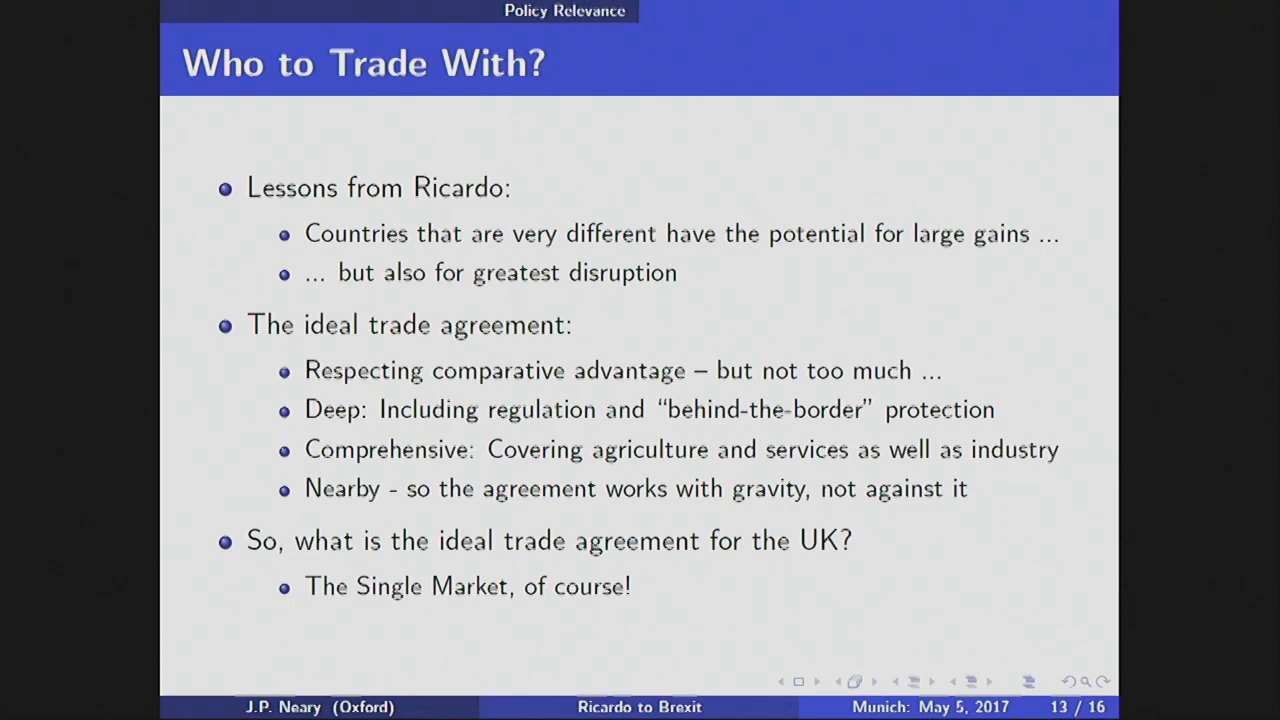 Policy Relevance
Who to Trade With?
Lessons from Ricardo:
Countries that are very different have the potential for large gains ...
... but also for greatest disruption
The ideal trade agreement:
Respecting comparative advantage – but not too much ...
Deep: Including regulation and “behind-the-border” protection
Comprehensive: Covering agriculture and services as well as industry
Nearby - so the agreement works with gravity, not against it
So, what is the ideal trade agreement for the UK?
The Single Market, of course!
J.P. Neary (Oxford) Ricardo to Brexit Munich: May 5, 2017 13 / 16